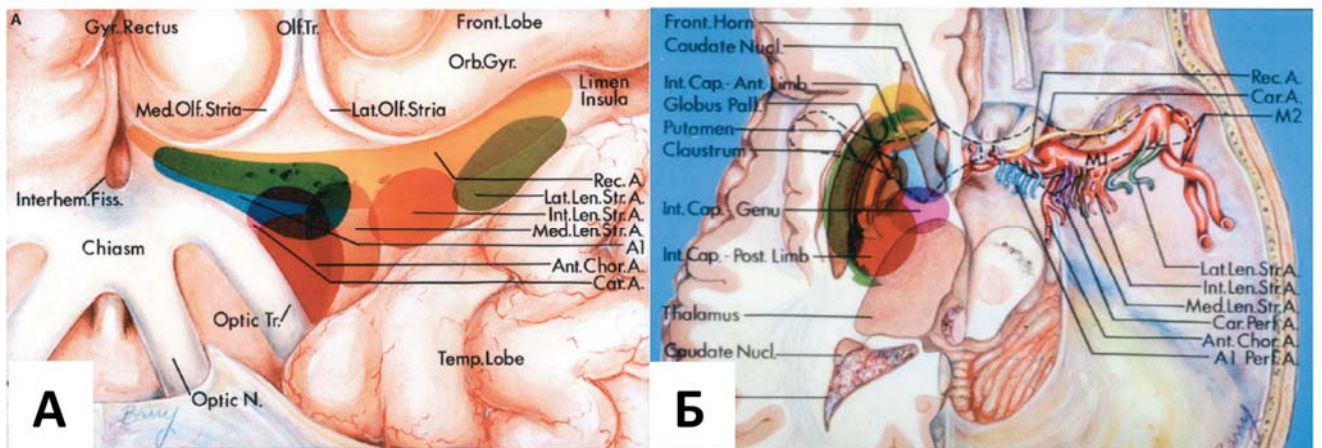 A
Gyr. Rectus
Olf. Tr.
Front. Lobe
Orb. Gyr.
Limen
Insula
Med. Olf. Stria
Lat. Olf. Stria
Interhem. Fiss.
Rec. A.
Lat. Len. Str. A.
Int. Len. Str. A.
Med. Len. Str. A.
A1
Ant. Chor. A.
Car. A.
Chiasm
Optic Tr.
Temp. Lobe
Optic N.
А
Front. Horn
Caudate Nucl.
Int. Cap. - Ant. Limb
Globus Pall.
Putamen
Claustrum
Int. Cap. - Genu
Int. Cap. - Post. Limb
Thalamus
Caudate Nucl.
Rec. A.
Car. A.
M2
M1
Lat. Len. Str. A.
Int. Len. Str. A.
Med. Len. Str. A.
Car. Perf. A.
Ant. Chor. A.
A1 Perf. A.
Б